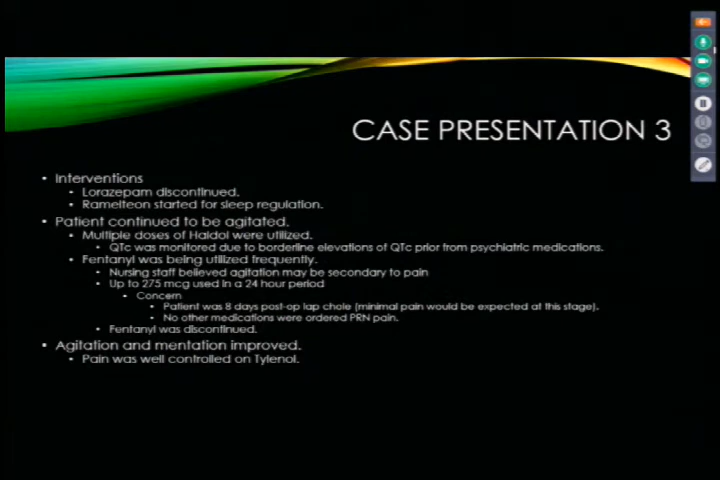 CASE PRESENTATION 3
• Interventions
• Lorazepam discontinued.
• Ramelteon started for sleep regulation.
• Patient continued to be agitated.
• Multiple doses of Haldol were utilized.
• QTc was monitored due to borderline elevations of QTc prior from psychiatric medications.
• Fentanyl was being utilized frequently.
• Nursing staff believed agitation may be secondary to pain
• Up to 275 mcg used in a 24 hour period
• Concern
• Patient was 8 days post-op lap chole (minimal pain would be expected at this stage).
• No other medications were ordered PRN pain.
• Fentanyl was discontinued.
• Agitation and mentation improved.
• Pain was well controlled on Tylenol.